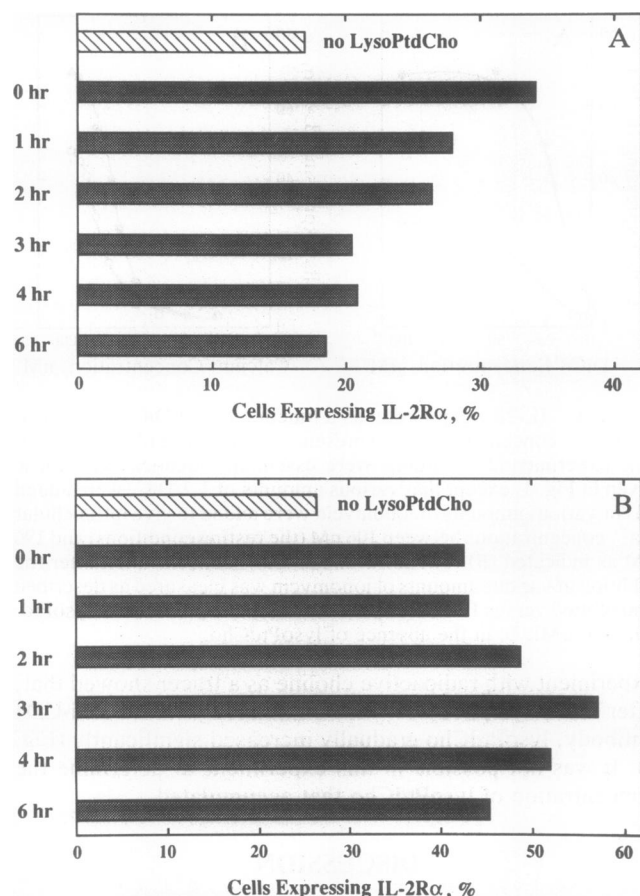 A
no LysoPtdCho
0 hr
1 hr
2 hr
3 hr
4 hr
6 hr
0 10 20 30 40
Cells Expressing IL-2Rα, %
B
no LysoPtdCho
0 hr
1 hr
2 hr
3 hr
4 hr
6 hr
0 10 20 30 40 50 60
Cells Expressing IL-2Rα, %